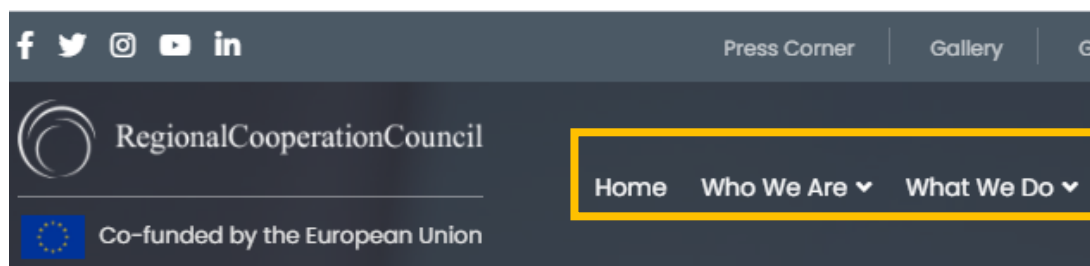 Press Corner Gallery G
RegionalCooperationCouncil
Home Who We Are What We Do
Co-funded by the European Union